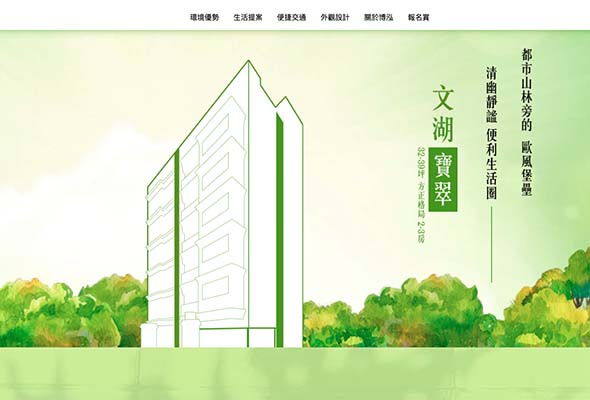 環境優勢 生活提案 便捷交通 外觀設計 關於博泓 報名賞
都市山林旁的 歐風堡壘
清幽靜謐 便利生活圈
文湖寶翠
32-39坪 方正格局 2-3房